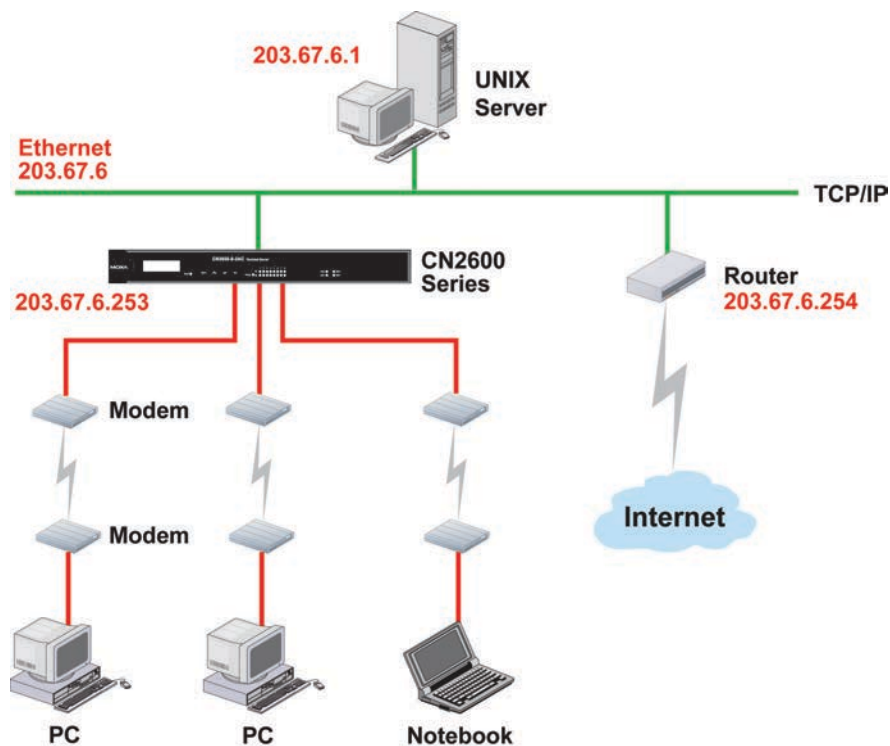 203.67.6.1
UNIX
Server
Ethernet
203.67.6
TCP/IP
MOXA
CN2600
Series
203.67.6.253
Router
203.67.6.254
Modem
Modem
Internet
PC
PC
Notebook